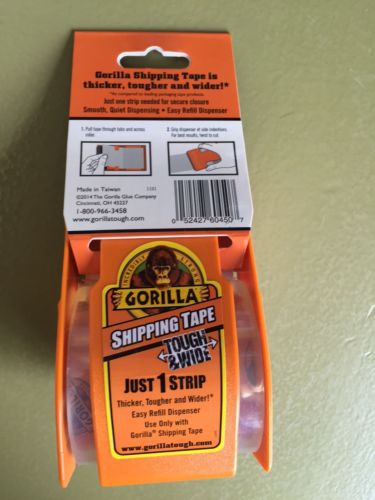 Gorilla Shipping Tape is
thicker, tougher and wider!*
*As compared to leading packaging tape products.
Just one strip needed for secure closure
Smooth, Quiet Dispensing • Easy Refill Dispenser
1. Pull tape through tabs and across
roller.
2. Grip dispenser at side indentions.
For best results, twist to cut
Made in Taiwan 1101
©2014 The Gorilla Glue Company
Cincinnati, OH 45237
1-800-966-3458
www.gorillatough.com
0 52427 60450 7
INCREDIBLY STRONG
GORILLA
SHIPPING TAPE
TOUGH
& WIDE
JUST 1 STRIP
Thicker, Tougher and Wider!*
Easy Refill Dispenser
Use Only with
Gorilla® Shipping Tape
www.gorillatough.com